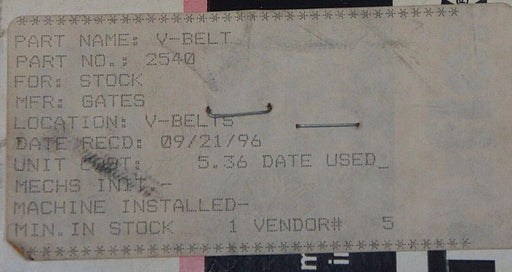 *************************************
PART NAME: V-BELT
PART NO.: 2540
FOR: STOCK
MFR: GATES
LOCATION: V-BELTS
DATE RECD: 09/21/96
UNIT COST: 5.36 DATE USED_
MECHS INIT.-
MACHINE INSTALLED-
MIN.IN STOCK 1 VENDOR# 5
*************************************